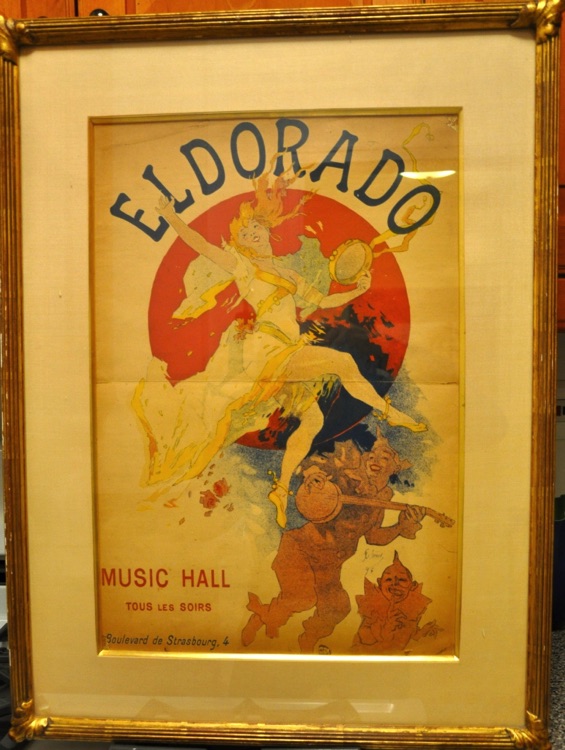 ELDORADO
MUSIC HALL
TOUS LES SOIRS
Boulevard de Strasbourg, 4